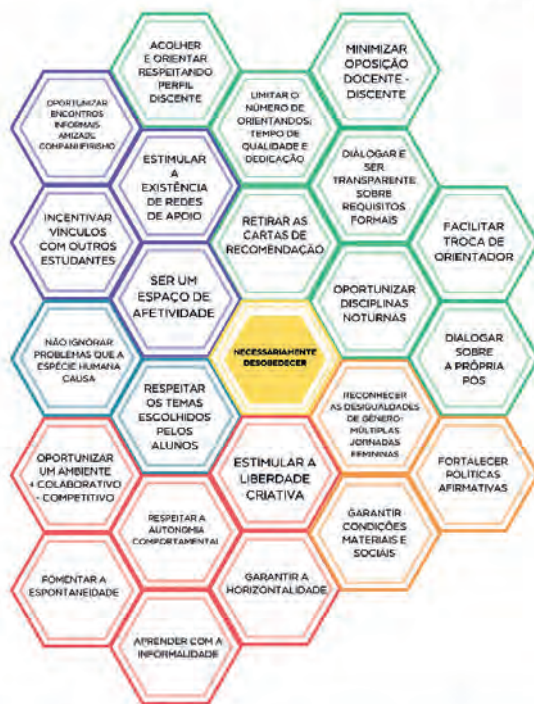 ACOLHER
E ORIENTAR
RESPEITANDO
PERFIL
DISCENTE
MINIMIZAR
OPOSIÇÃO
DOCENTE -
DISCENTE
OPORTUNIZAR
ENCONTROS
INFORMAIS
AMIZADE
COMPANHEIRISMO
LIMITAR O
NÚMERO DE
ORIENTANDOS:
TEMPO DE
QUALIDADE E
DEDICAÇÃO
ESTIMULAR
A
EXISTÊNCIA
DE REDES
DE APOIO
DIÁLOGAR E
SER
TRANSPARENTE
SOBRE
REQUISITOS
FORMAIS
INCENTIVAR
VÍNCULOS
COM OUTROS
ESTUDANTES
RETIRAR AS
CARTAS DE
RECOMENDAÇÃO
FACILITAR
TROCA DE
ORIENTADOR
SER UM
ESPAÇO DE
AFETIVIDADE
OPORTUNIZAR
DISCIPLINAS
NOTURNAS
NÃO IGNORAR
PROBLEMAS QUE A
ESPÉCIE HUMANA
CAUSA
NECESSARIAMENTE
DESOBEDECER
DIALOGAR
SOBRE
A PRÓPRIA
PÓS
RESPEITAR
OS TEMAS
ESCOLHIDOS
PELOS
ALUNOS
RECONHECER
AS DESIGUALDADES
DE GÊNERO-
MÚLTIPLAS
JORNADAS
FEMININAS
OPORTUNIZAR
UM AMBIENTE
+ COLABORATIVO
- COMPETITIVO
ESTIMULAR A
LIBERDADE
CRIATIVA
FORTALECER
POLÍTICAS
AFIRMATIVAS
RESPEITAR A
AUTONOMIA
COMPORTAMENTAL
GARANTIR
CONDIÇÕES
MATERIAIS E
SOCIAIS
FOMENTAR A
ESPONTANEIDADE
GARANTIR A
HORIZONTALIDADE
APRENDER COM A
INFORMALIDADE